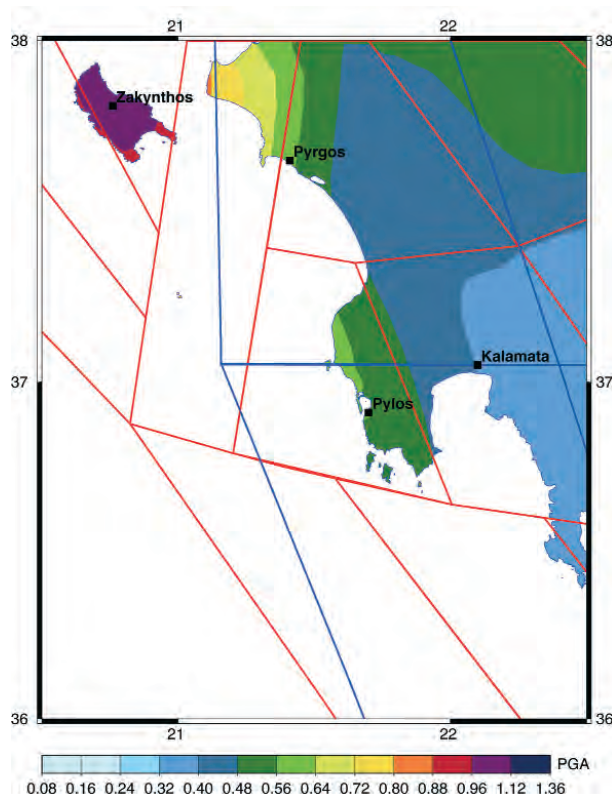 21 22
38 38
Zakynthos
Pyrgos
Kalamata
37 37
Pylos
36 36
21 22
PGA
0.08 0.16 0.24 0.32 0.40 0.48 0.56 0.64 0.72 0.80 0.88 0.96 1.12 1.36